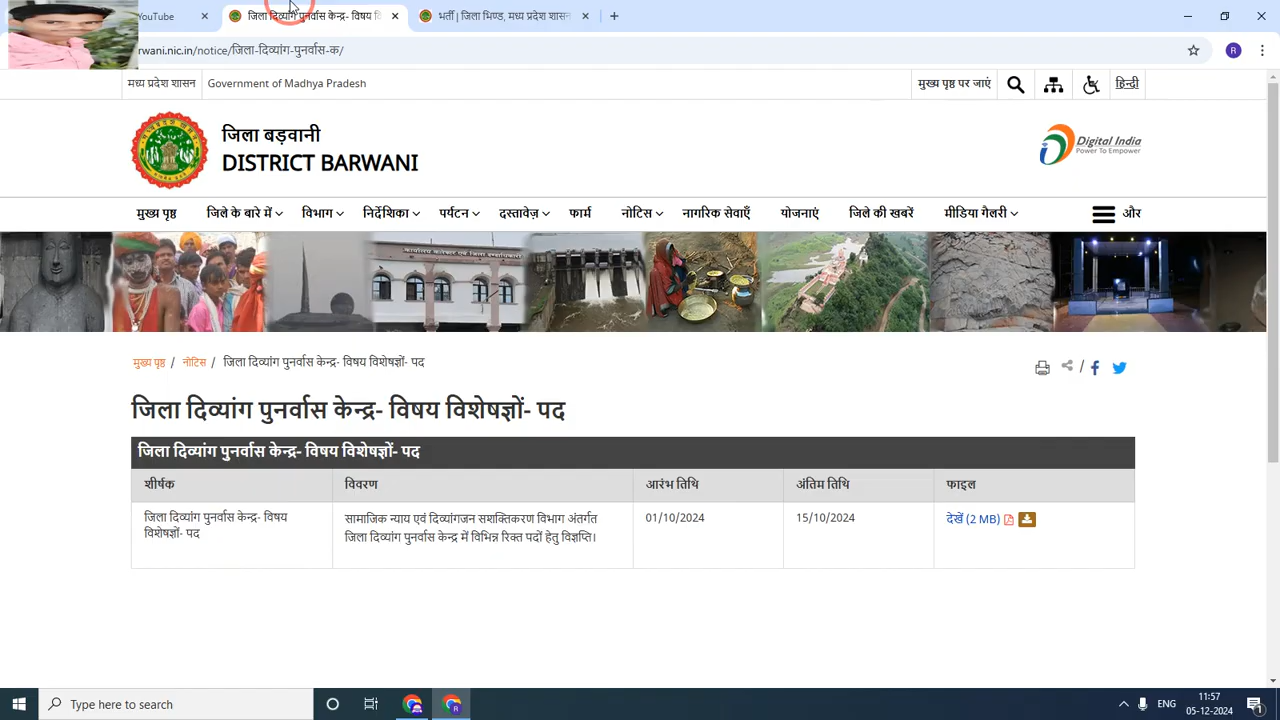 YouTube
जिला दिव्यांग पुनर्वास केन्द्र- विषय वि
भर्ती | जिला भिण्ड, मध्य प्रदेश शासन
rwani.nic.in/notice/जिला-दिव्यांग-पुनर्वास-क/
R
मध्य प्रदेश शासन Government of Madhya Pradesh
मुख्य पृष्ठ पर जाएं
हिन्दी
जिला बड़वानी
DISTRICT BARWANI
Digital India
Power To Empower
मुख्य पृष्ठ जिले के बारे में विभाग निर्देशिका पर्यटन दस्तावेज़ फार्म नोटिस नागरिक सेवाएँ योजनाएं जिले की खबरें मीडिया गैलरी और
मुख्य पृष्ठ / नोटिस / जिला दिव्यांग पुनर्वास केन्द्र- विषय विशेषज्ञों- पद
जिला दिव्यांग पुनर्वास केन्द्र- विषय विशेषज्ञों- पद
जिला दिव्यांग पुनर्वास केन्द्र- विषय विशेषज्ञों- पद
शीर्षक विवरण आरंभ तिथि अंतिम तिथि फाइल
जिला दिव्यांग पुनर्वास केन्द्र- विषय
विशेषज्ञों- पद
सामाजिक न्याय एवं दिव्यांगजन सशक्तिकरण विभाग अंतर्गत
जिला दिव्यांग पुनर्वास केन्द्र में विभिन्न रिक्त पदों हेतु विज्ञप्ति।
01/10/2024
15/10/2024
देखें (2 MB)
Type here to search
ENG
11:57
05-12-2024